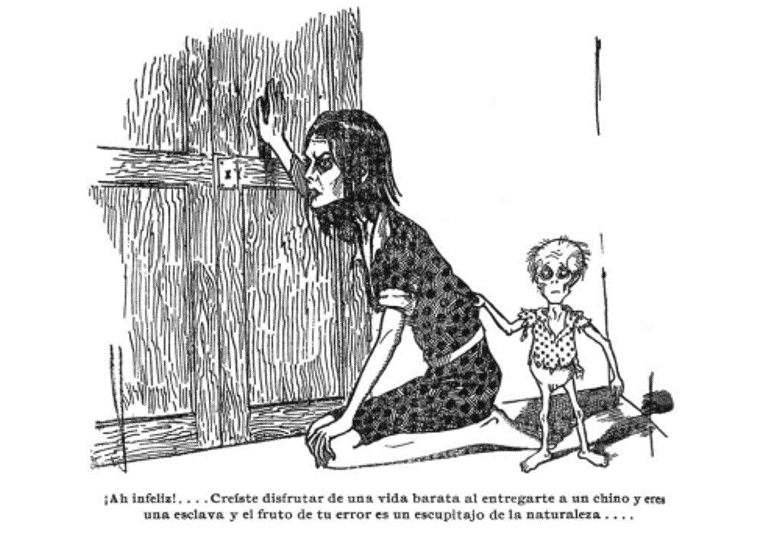 ¡Ah infeliz!. . . . Creíste disfrutar de una vida barata al entregarte a un chino y eres
una esclava y el fruto de tu error es un escupitajo de la naturaleza . . . .